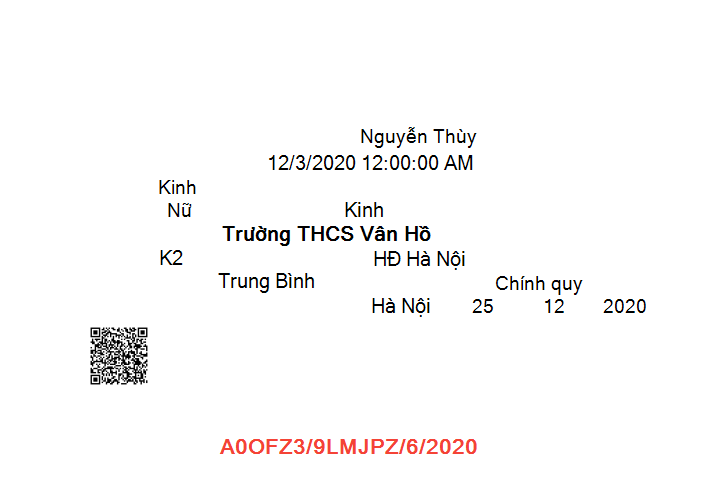 Nguyễn Thùy
12/3/2020 12:00:00 AM
Kinh
Nữ Kinh
Trường THCS Vân Hồ
K2 HĐ Hà Nội
Trung Bình Chính quy
Hà Nội 25 12 2020
A0OFZ3/9LMJPZ/6/2020